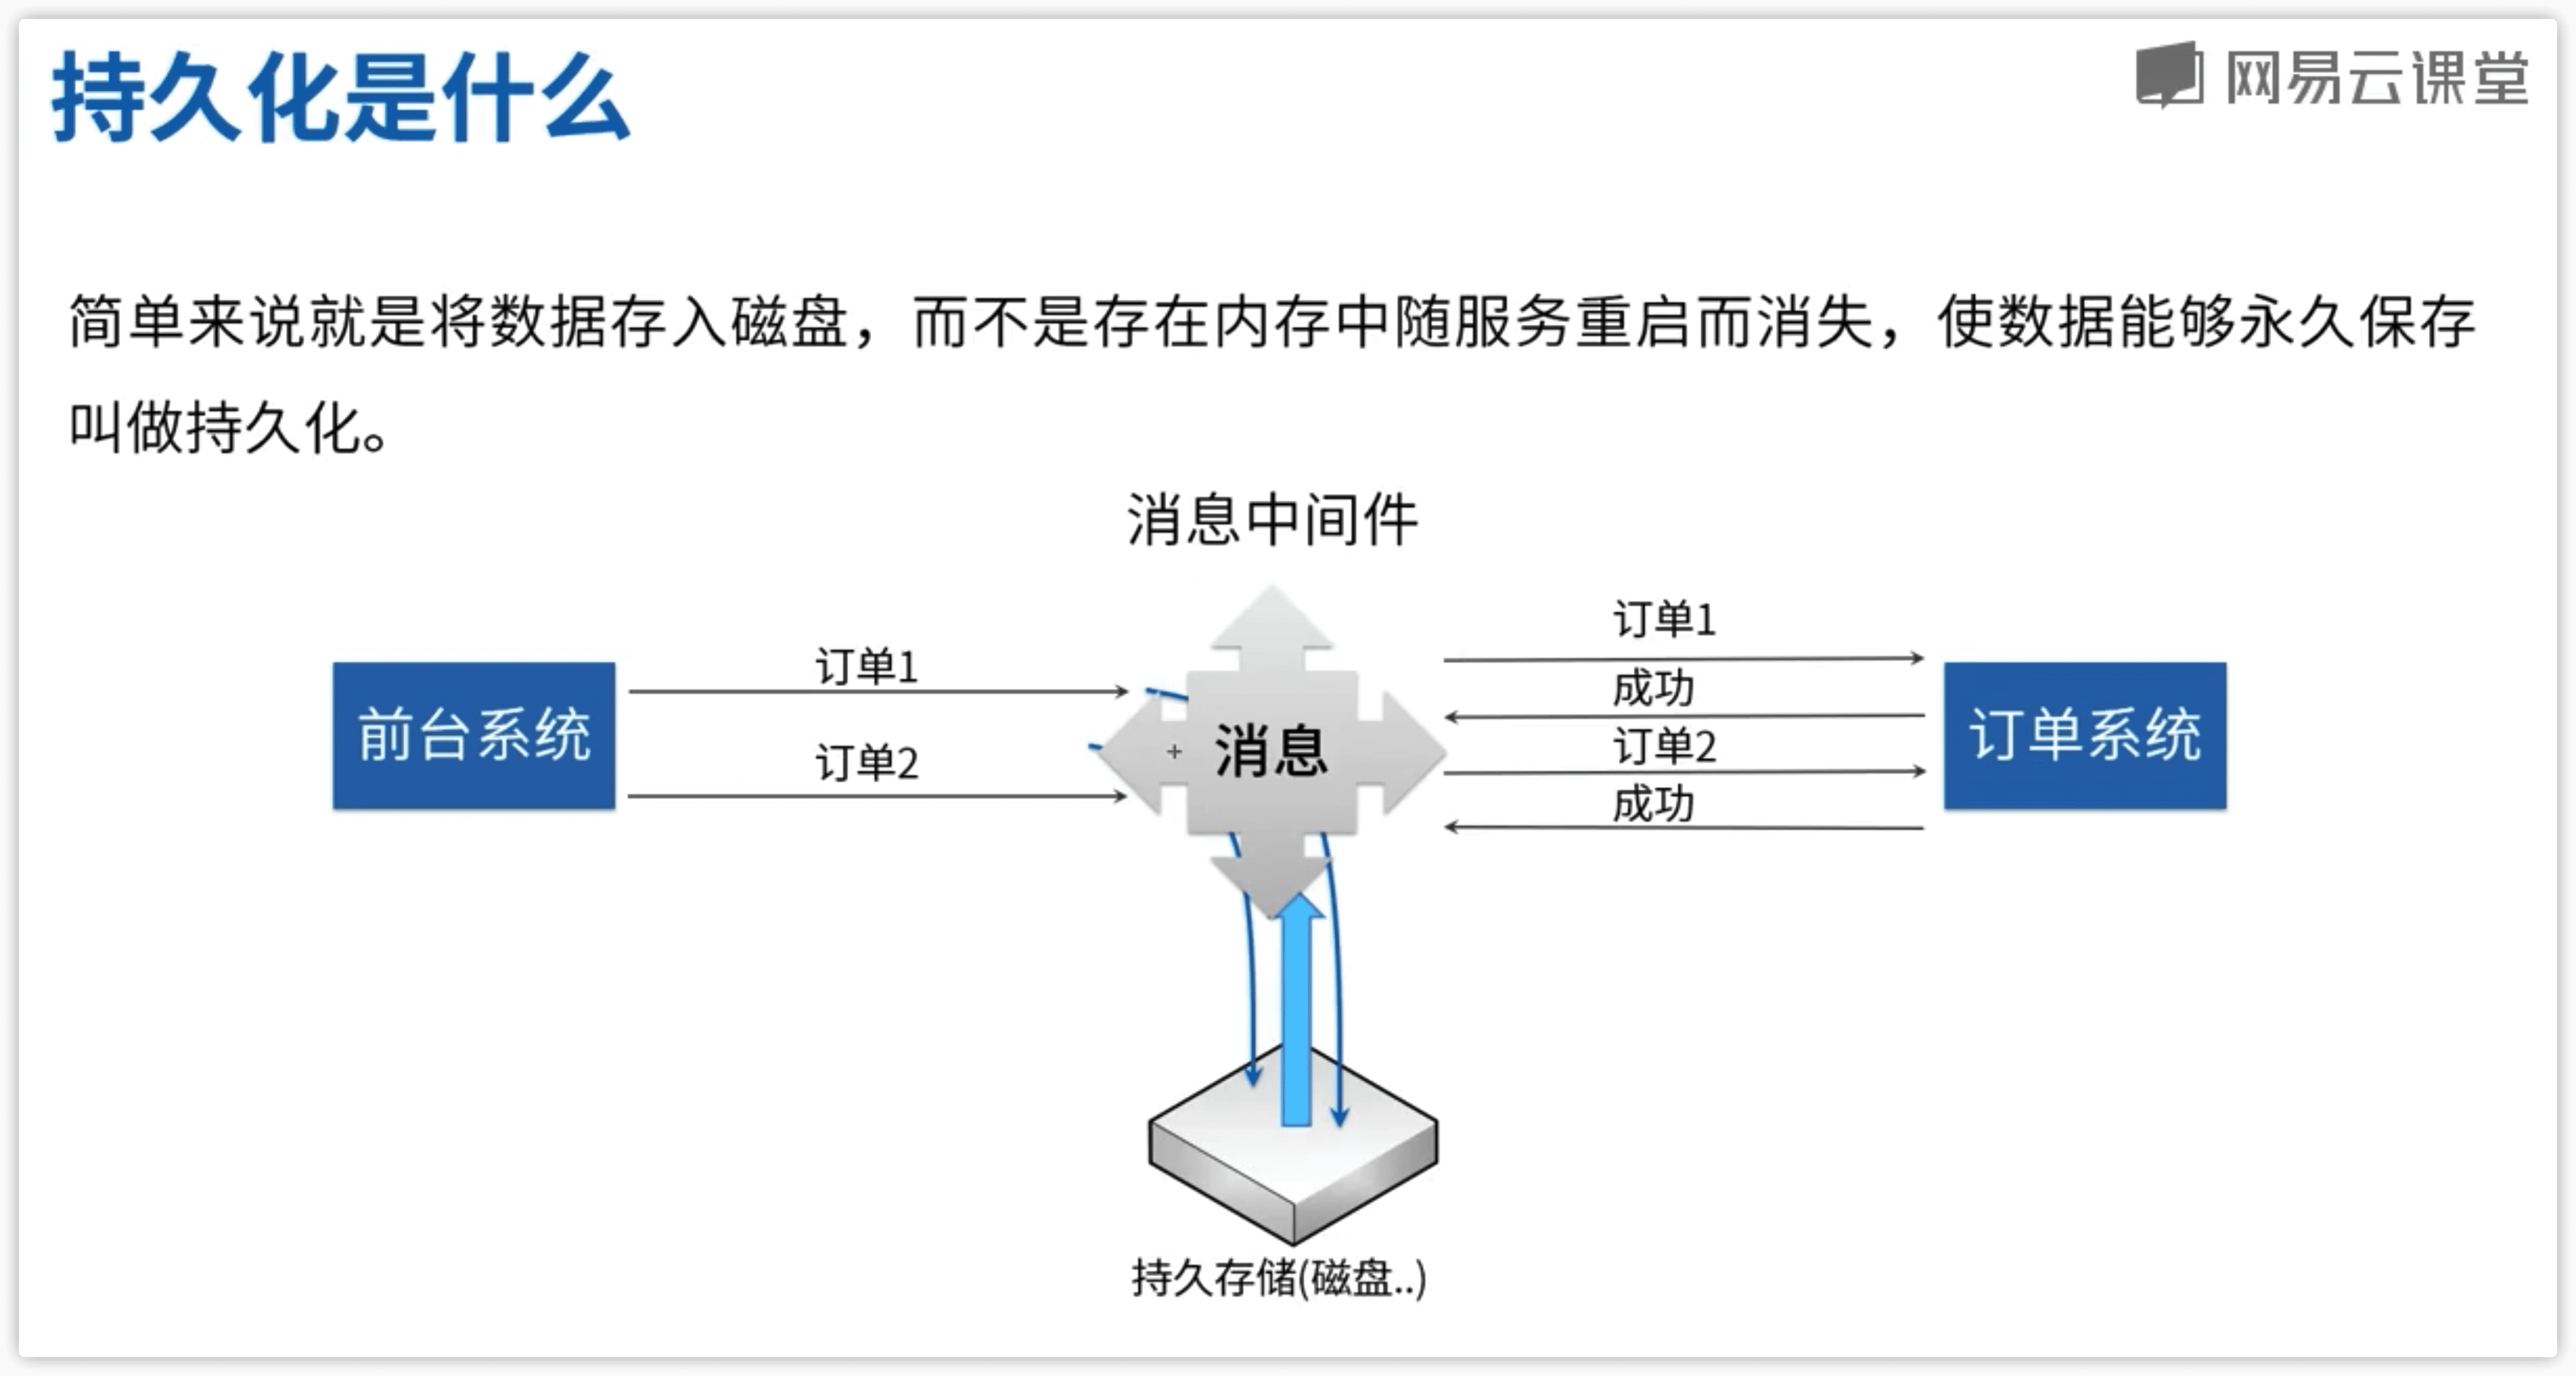 持久化是什么
网易云课堂
简单来说就是将数据存入磁盘，而不是存在内存中随服务重启而消失，使数据能够永久保存
叫做持久化。
消息中间件
前台系统
订单1
订单2
消息
订单1
成功
订单2
成功
订单系统
持久存储(磁盘..)